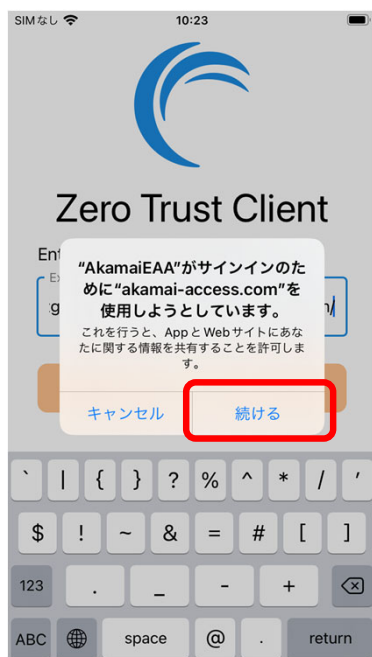 SIMなし 10:23
Zero Trust Client
"AkamaiEAA"がサインインのた
めに"akamai-access.com"を
使用しようとしています。
これを行うと、AppとWebサイトにあな
たに関する情報を共有することを許可しま
す。
キャンセル 続ける
` | { } ? % ^ * / '
$ ! ~ & = # [ ]
123 . _ - +
ABC space @ . return